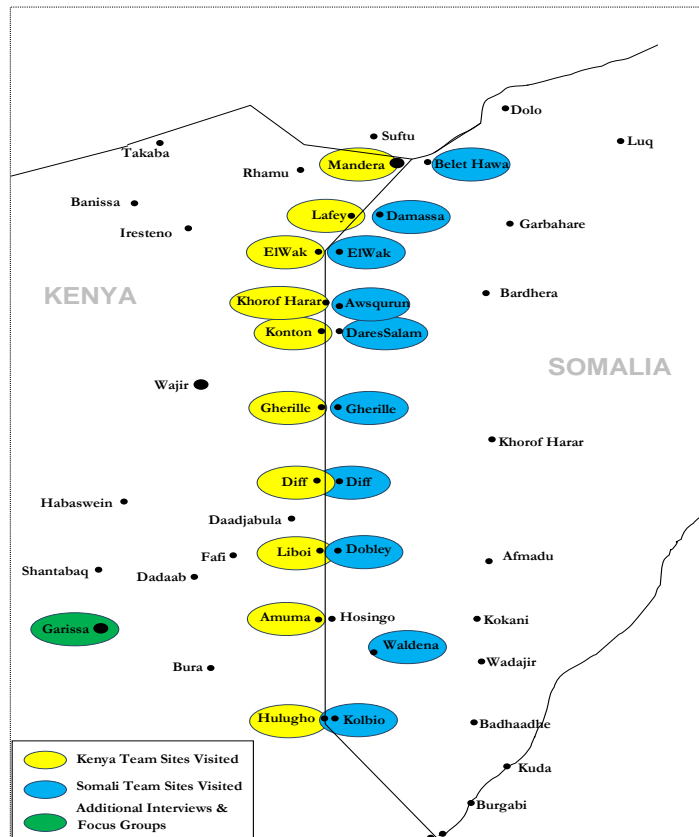 Dolo
Suftu
Luq
Takaba
Mandera
Belet Hawa
Rhamu
Banissa
Lafey
Damassa
Garbahare
Iresteno
ElWak
ElWak
KENYA
Khorof Harar
Awsqurun
Bardhera
Konton
DaresSalam
SOMALIA
Wajir
Gherille
Gherille
Khorof Harar
Diff
Diff
Habaswein
Daadjabula
Liboi
Dobley
Fafi
Afmadu
Shantabaq
Dadaab
Amuma
Hosingo
Kokani
Garissa
Waldena
Bura
Wadajir
Hulugho
Kolbio
Badhaadhe
Kenya Team Sites Visited
Kuda
Somali Team Sites Visited
Burgabi
Additional Interviews &
Focus Groups